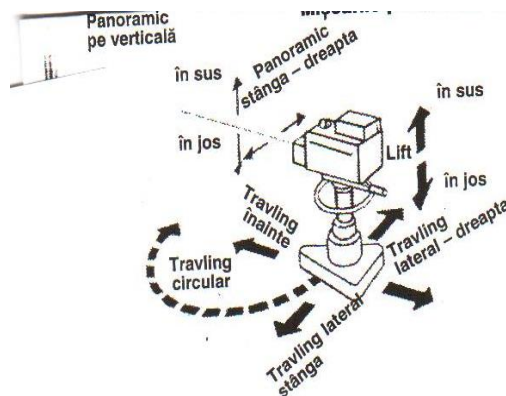 Panoramic
pe verticală
în sus
Panoramic
stânga – dreapta
în sus
în jos
Lift
în jos
Travling
înainte
Travling
lateral – dreapta
Travling
circular
Travling lateral
stânga